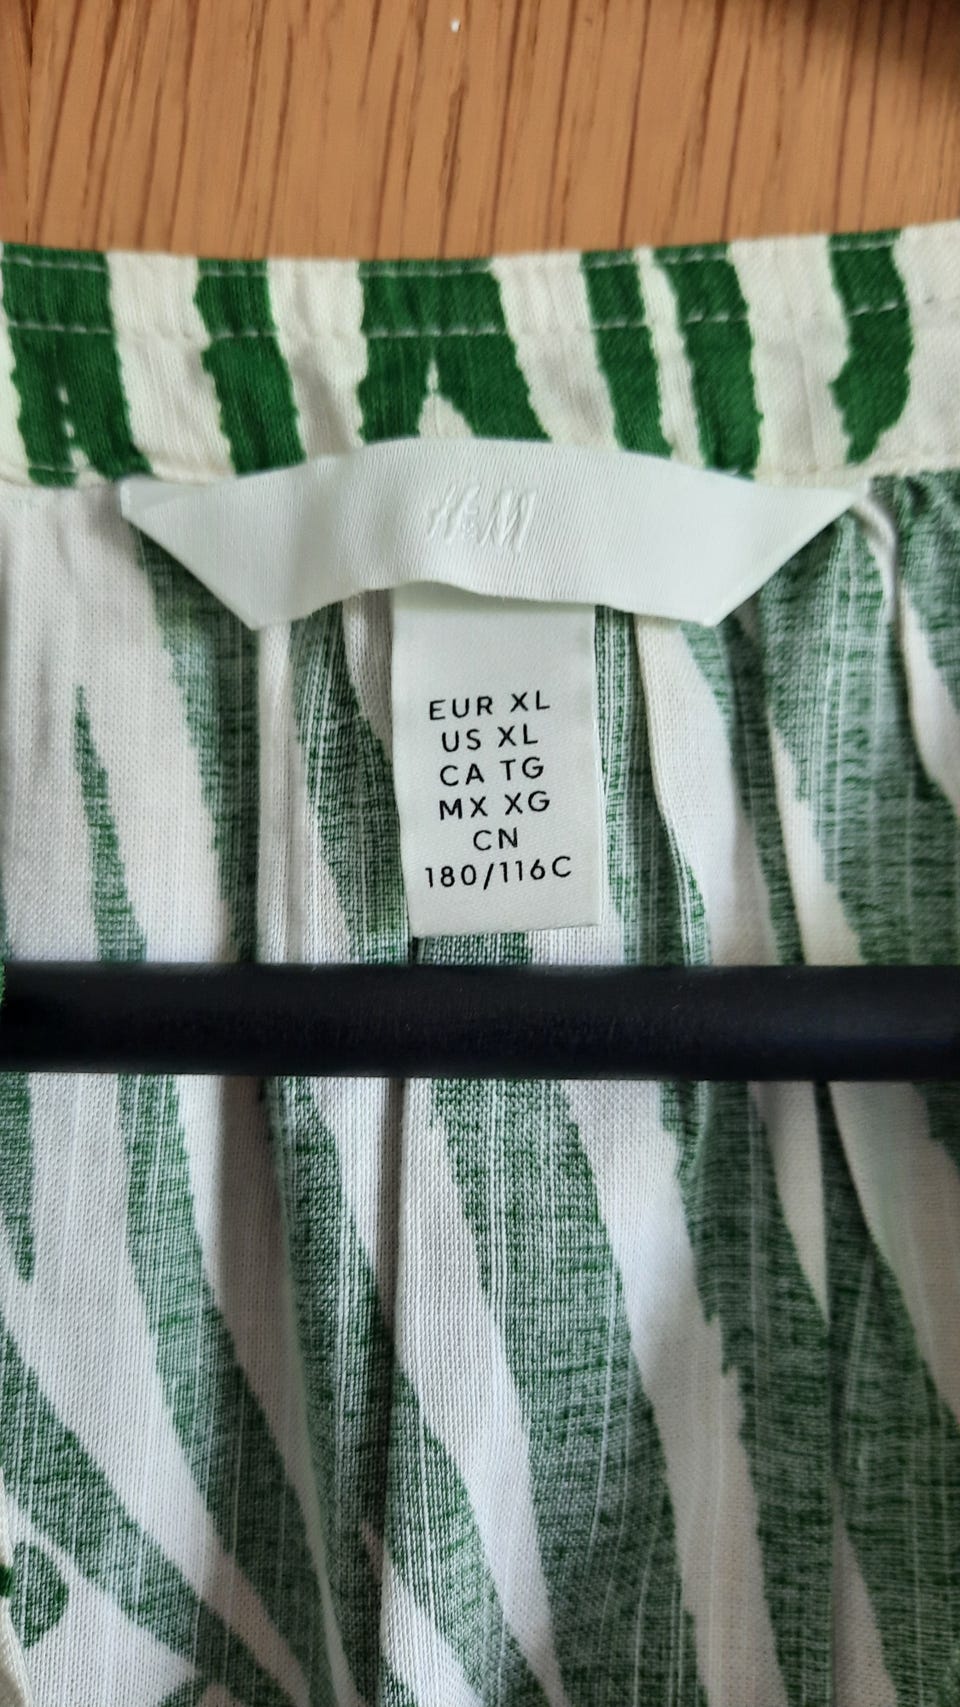 H&M
EUR XL
US XL
CA TG
MX XG
CN
180/116C